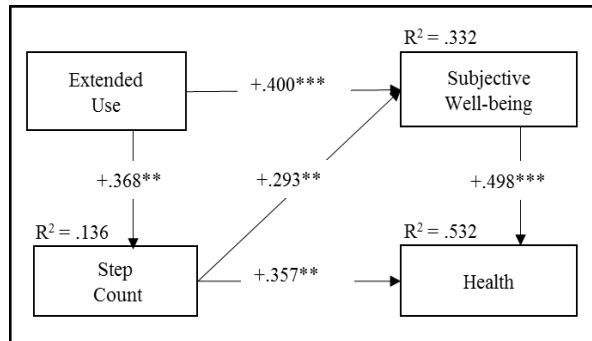 R² = .332
Extended
Use
+.400***
Subjective
Well-being
+.368**
+.293**
+.498***
R² = .136
R² = .532
Step
Count
+.357**
Health